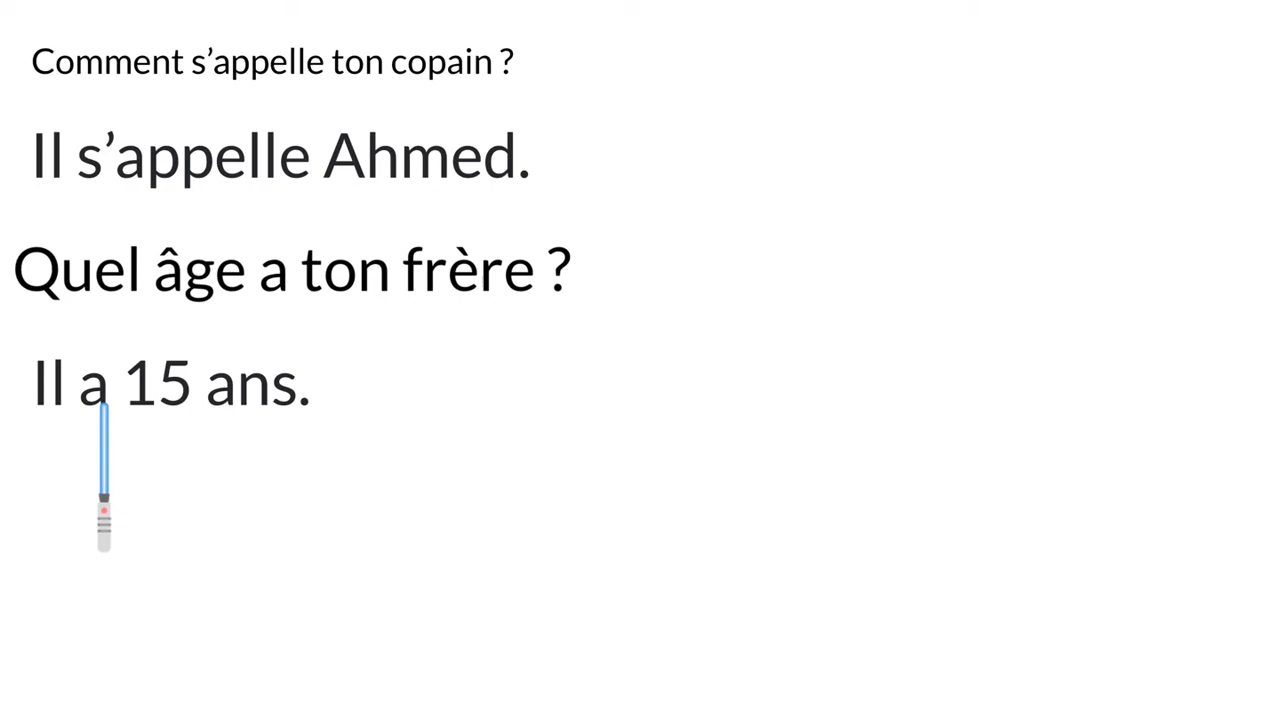 Comment s’appelle ton copain ?
Il s’appelle Ahmed.
Quel âge a ton frère ?
Il a 15 ans.